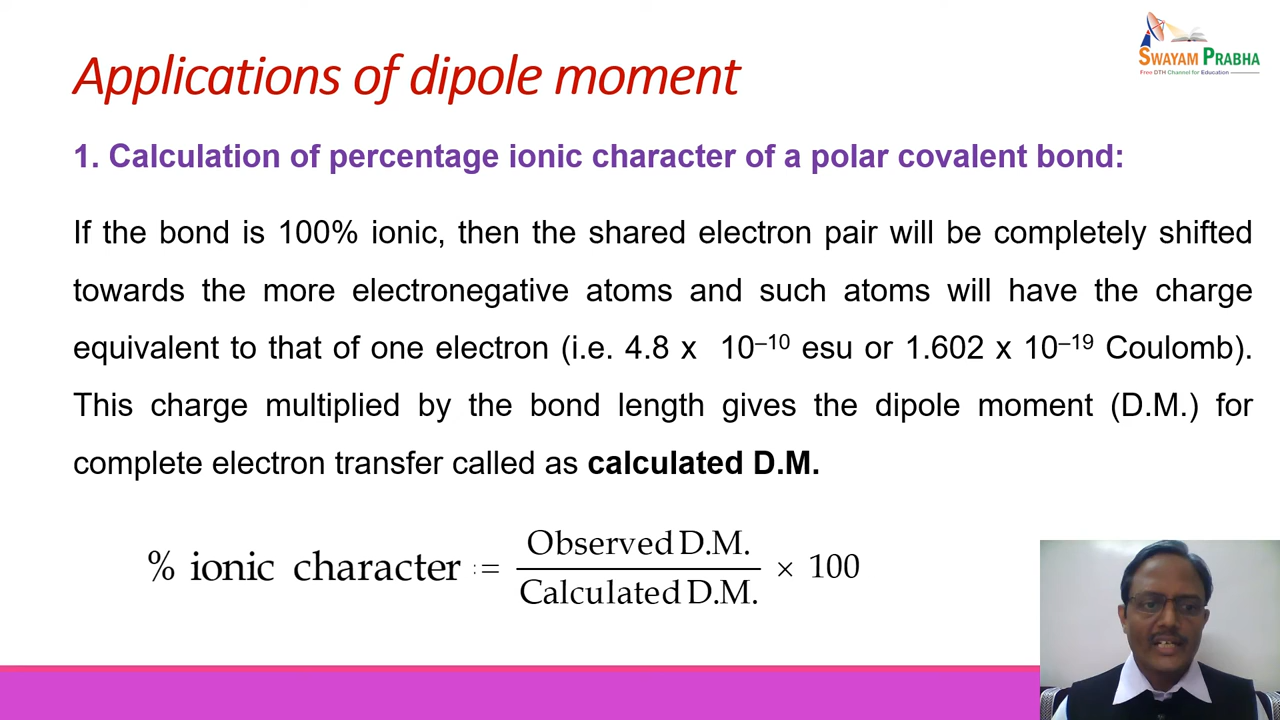 SWAYAM PRABHA
Free DTH Channel for Education
Applications of dipole moment
1. Calculation of percentage ionic character of a polar covalent bond:
If the bond is 100% ionic, then the shared electron pair will be completely shifted
towards the more electronegative atoms and such atoms will have the charge
equivalent to that of one electron (i.e. 4.8 x 10⁻¹⁰ esu or 1.602 x 10⁻¹⁹ Coulomb).
This charge multiplied by the bond length gives the dipole moment (D.M.) for
complete electron transfer called as calculated D.M.
% ionic character = Observed D.M. / Calculated D.M. × 100